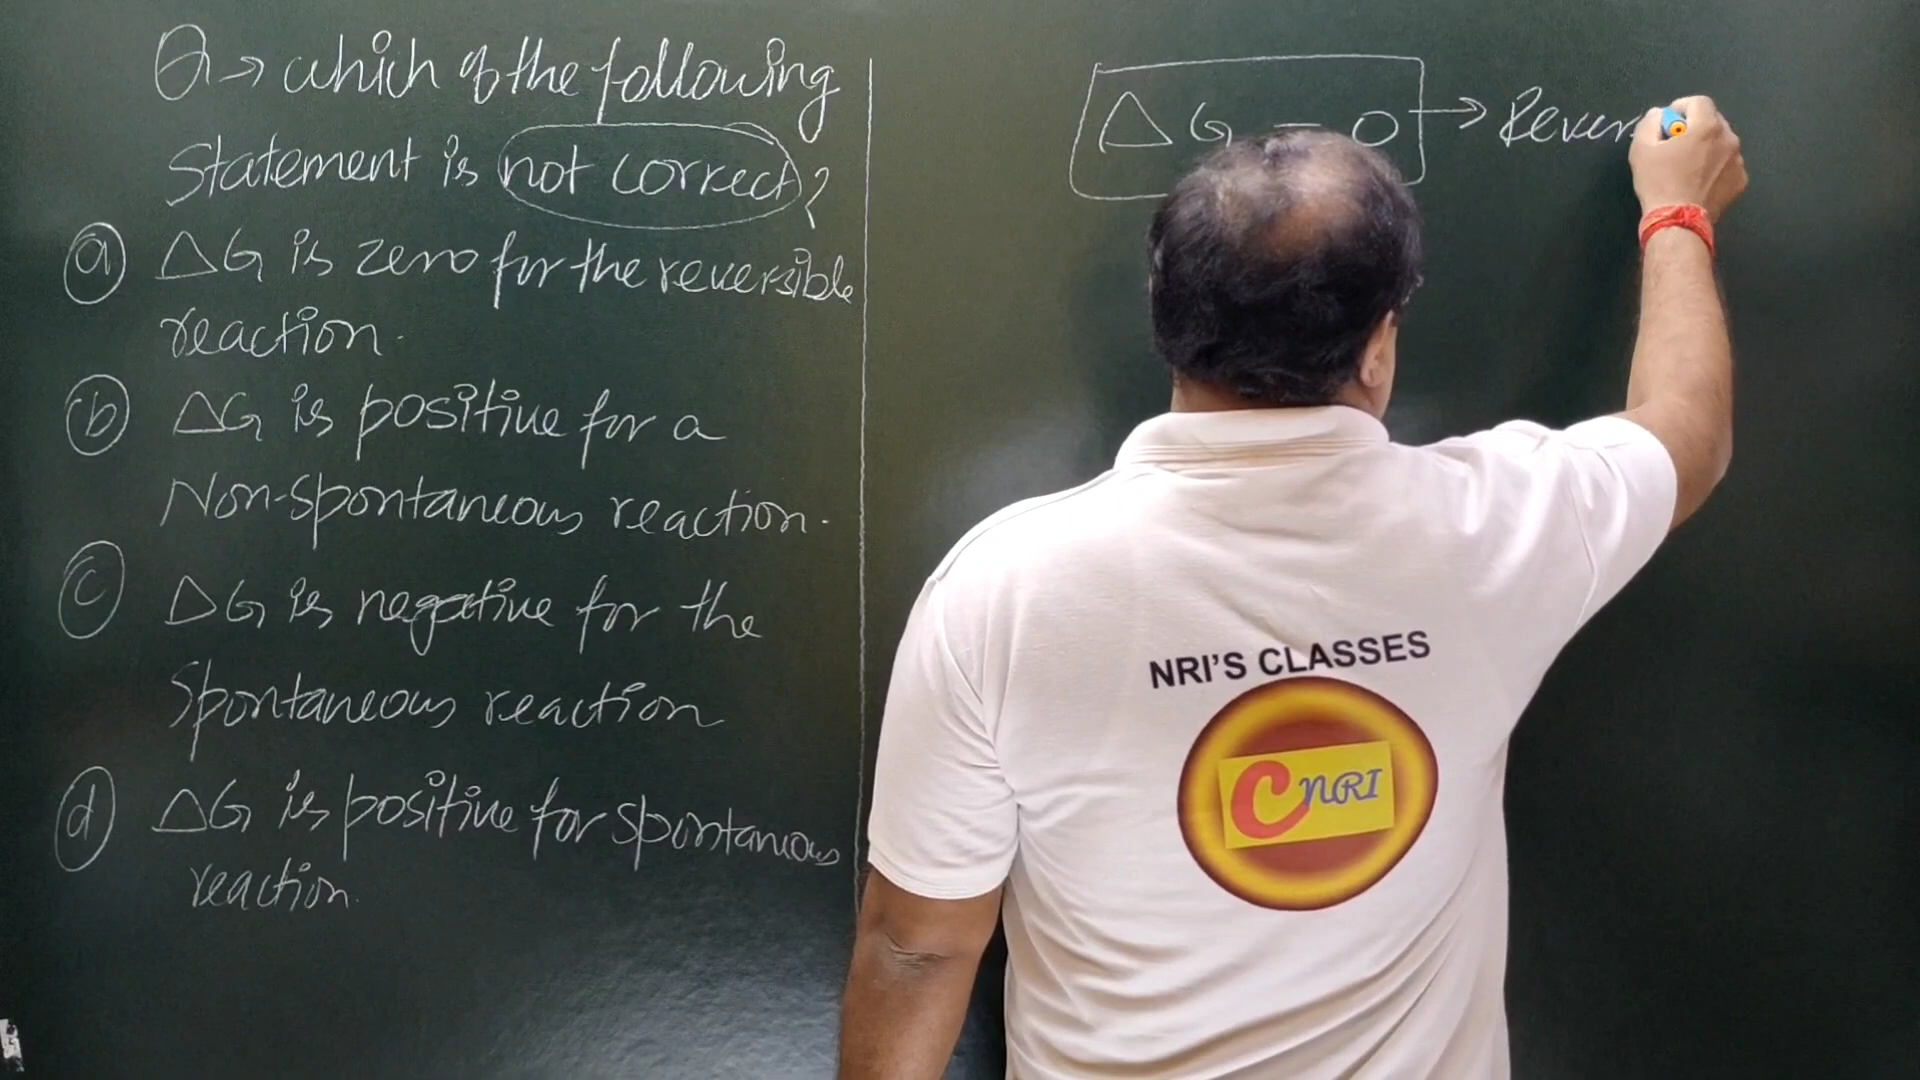 Q → which of the following
Statement is not correct?
(a) ΔG is zero for the reversible
reaction.
(b) ΔG is positive for a
Non-spontaneous reaction.
(c) ΔG is negative for the
Spontaneous reaction
(d) ΔG is positive for spontaneous
reaction.
ΔG = 0 → Rever
NRI'S CLASSES
CNRI